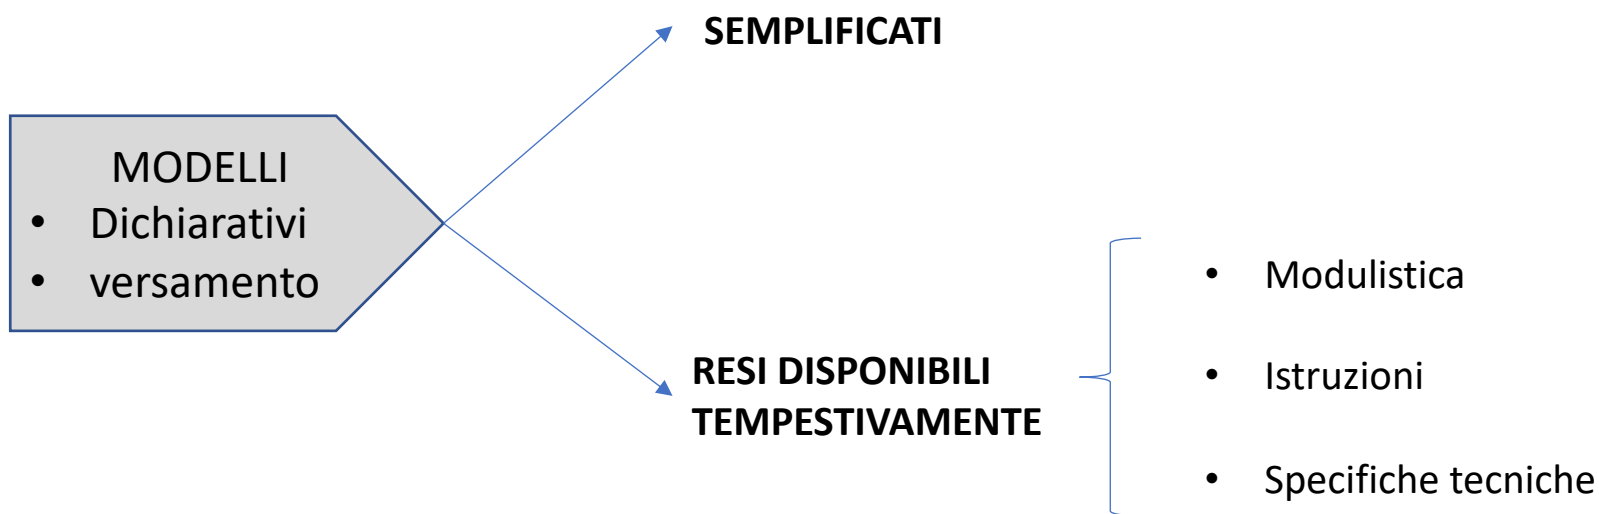 SEMPLIFICATI
MODELLI
• Dichiarativi
• versamento
RESI DISPONIBILI
TEMPESTIVAMENTE
• Modulistica
• Istruzioni
• Specifiche tecniche